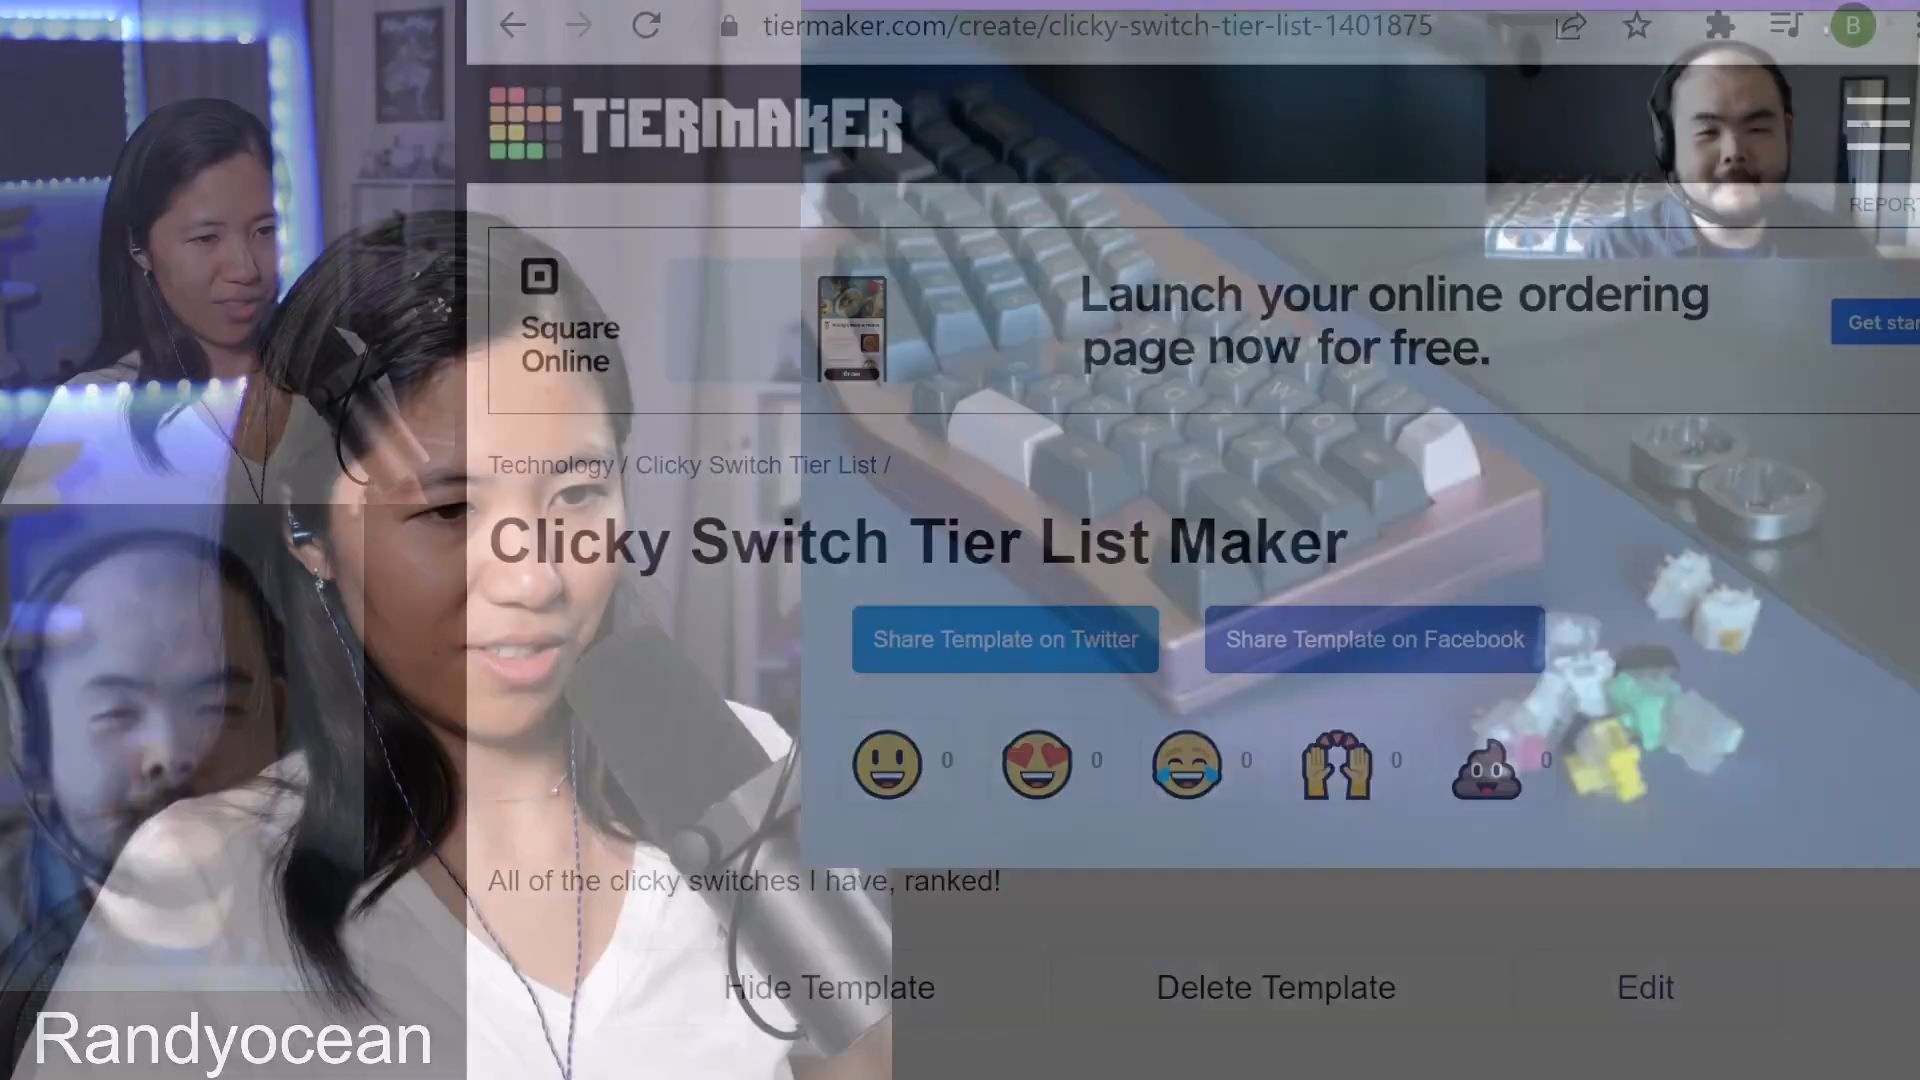 tiermaker.com/create/clicky-switch-tier-list-1401875
B
TiERMAKER
REPORT
Square
Online
Launch your online ordering
page now for free.
Get star
Technology / Clicky Switch Tier List /
Clicky Switch Tier List Maker
Share Template on Twitter
Share Template on Facebook
0
0
0
0
0
All of the clicky switches I have, ranked!
Hide Template
Delete Template
Edit
Randyocean